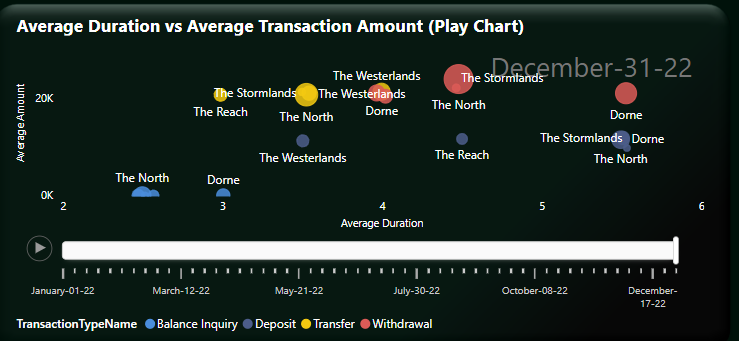 Average Duration vs Average Transaction Amount (Play Chart)
December-31-22
The Westerlands
The Stormlands
The Stormlands
The Westerlands
20K
The Reach
The North
Dorne
The North
Dorne
Average Amount
The Westerlands
The Reach
The Stormlands
Dorne
The North
The North
Dorne
0K
2 3 4 5 6
Average Duration
January-01-22 March-12-22 May-21-22 July-30-22 October-08-22 December-
17-22
TransactionTypeName Balance Inquiry Deposit Transfer Withdrawal